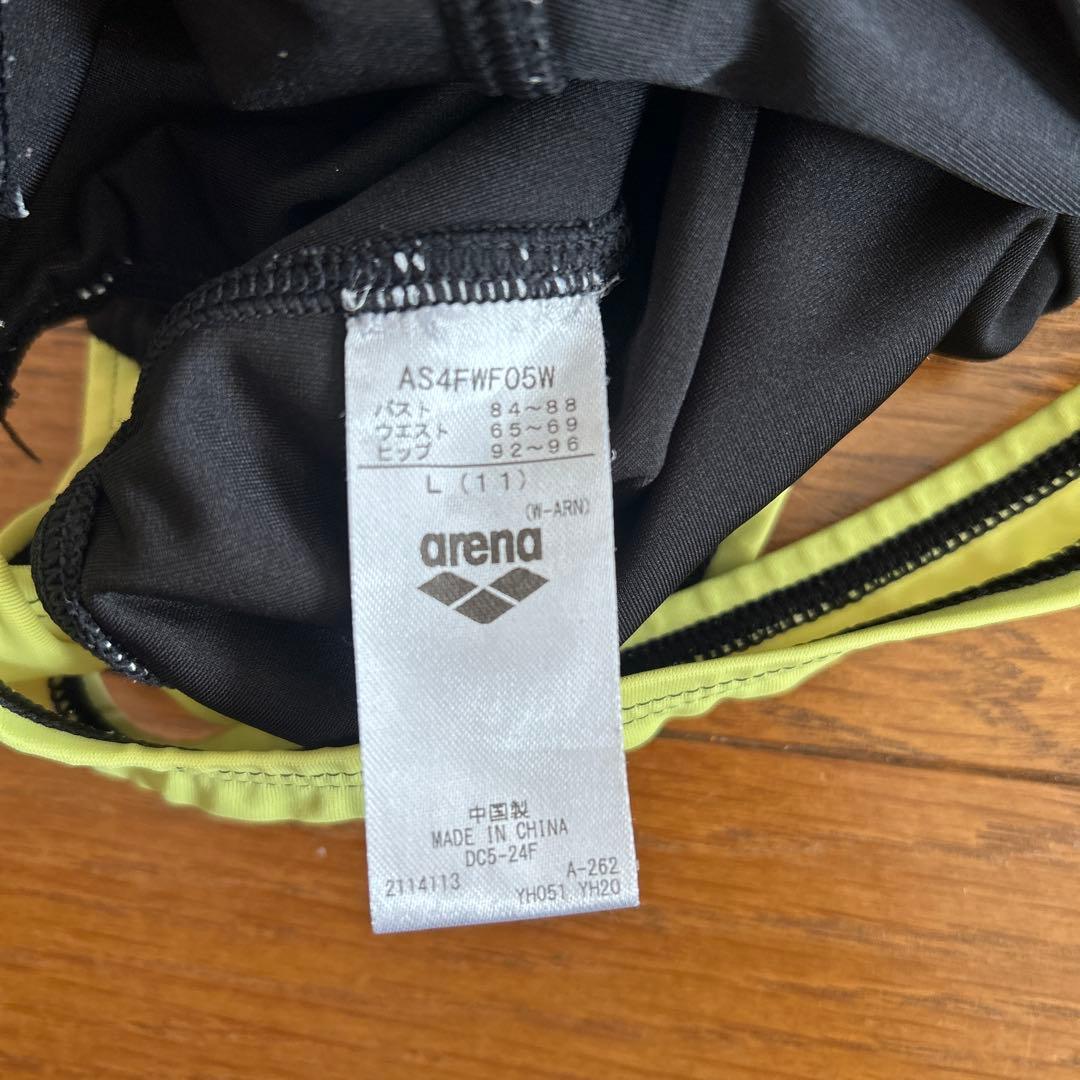 AS4FWF05W
バスト 84~88
ウエスト 65~69
ヒップ 92~96
L (11)
(W-ARN)
arena
中国製
MADE IN CHINA
DC5-24F
2114113 A-262
YH051 YH20